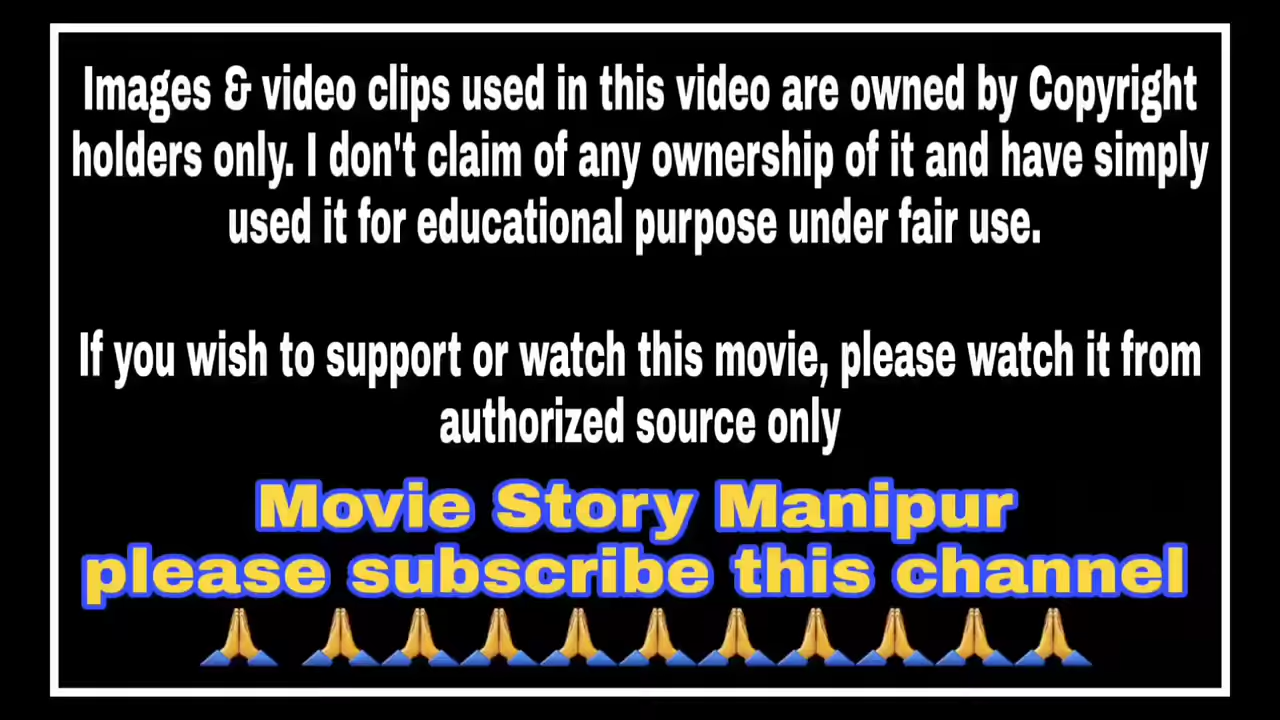 Images & video clips used in this video are owned by Copyright
holders only. I don't claim of any ownership of it and have simply
used it for educational purpose under fair use.
If you wish to support or watch this movie, please watch it from
authorized source only
Movie Story Manipur
please subscribe this channel
🙏 🙏🙏🙏🙏🙏🙏🙏🙏🙏🙏